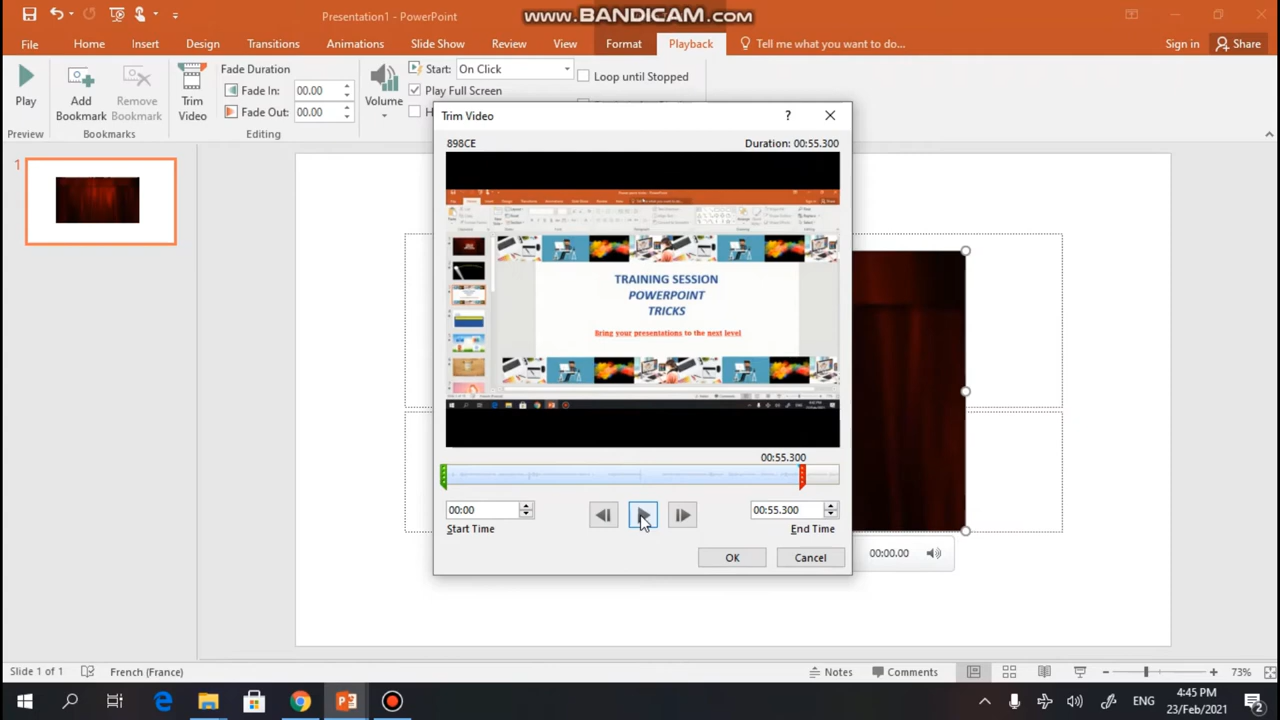 Presentation1 - PowerPoint
www.BANDICAM.com
File Home Insert Design Transitions Animations Slide Show Review View Format Playback Tell me what you want to do... Sign in Share
Play
Add Bookmark
Remove Bookmark
Trim Video
Fade Duration
Fade In: 00.00
Fade Out: 00.00
Volume
Start: On Click
Play Full Screen
H
Loop until Stopped
Preview Bookmarks Editing
1
Trim Video
?
898CE Duration: 00:55.300
TRAINING SESSION
POWERPOINT
TRICKS
Bring your presentations to the next level
00:55.300
00:00 00:55.300
Start Time End Time
OK Cancel
00:00.00
Slide 1 of 1 French (France) Notes Comments 73%
ENG
4:45 PM
23/Feb/2021
2